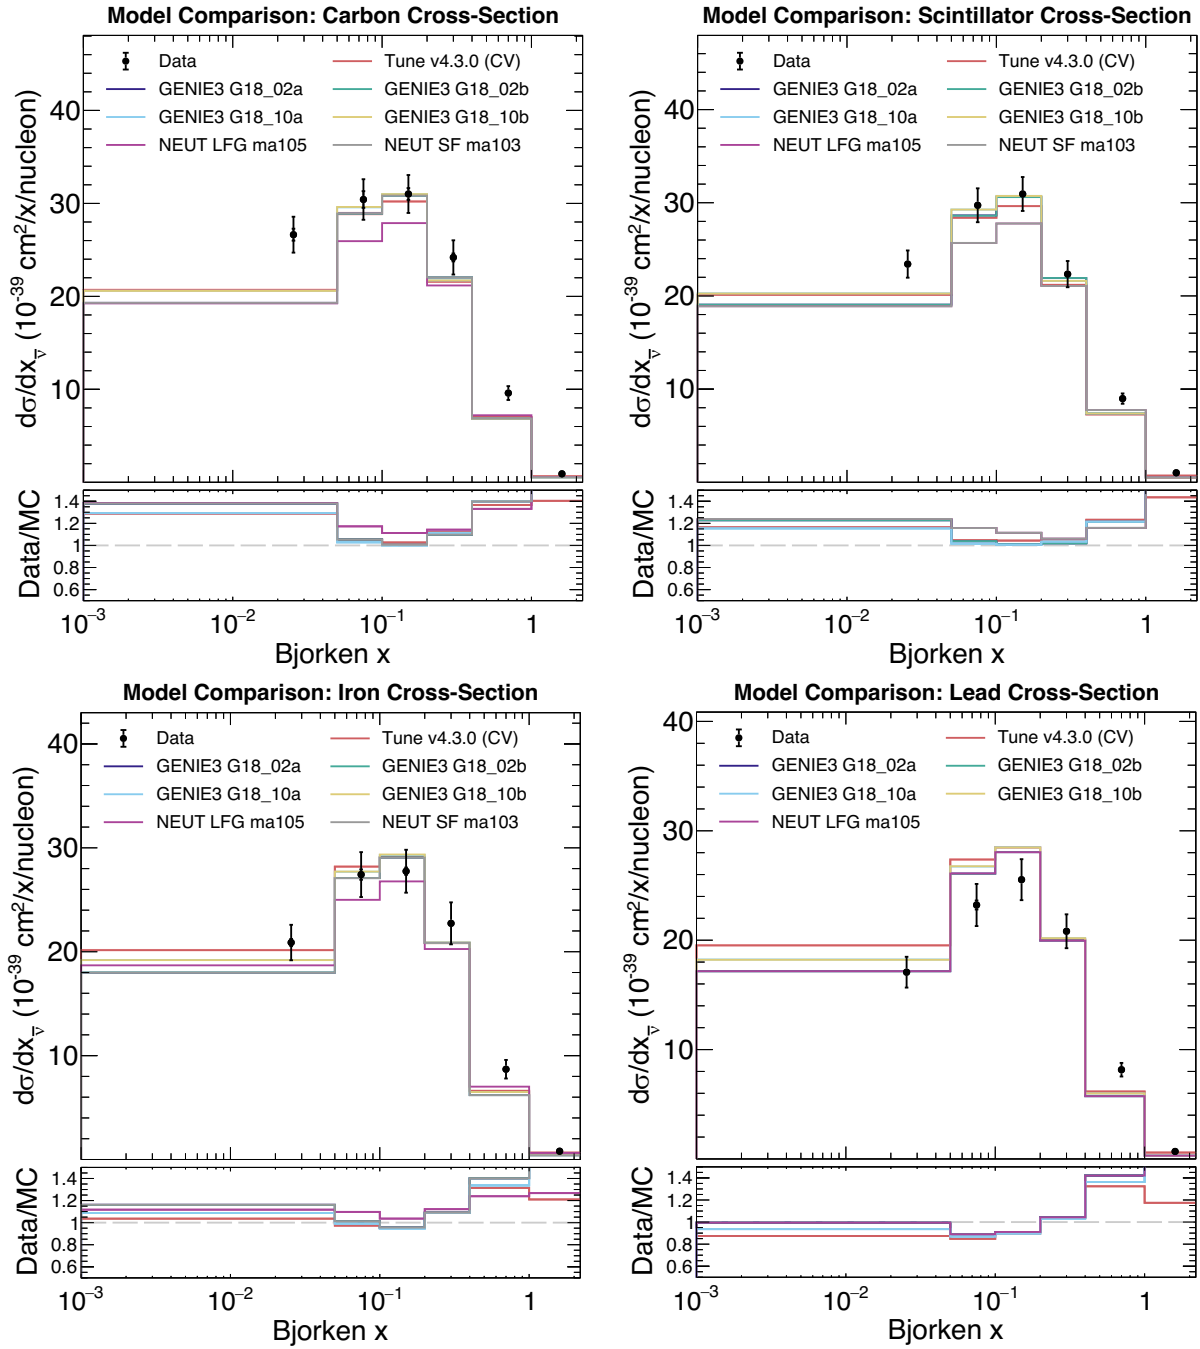 Model Comparison: Carbon Cross-Section
Data
Tune v4.3.0 (CV)
GENIE3 G18_02a
GENIE3 G18_02b
GENIE3 G18_10a
GENIE3 G18_10b
NEUT LFG ma105
NEUT SF ma103
40
30
20
10
dσ/dx_ν̅ (10⁻³⁹ cm²/x/nucleon)
1.4
1.2
1
0.8
0.6
Data/MC
10⁻³ 10⁻² 10⁻¹ 1
Bjorken x
Model Comparison: Scintillator Cross-Section
Data
Tune v4.3.0 (CV)
GENIE3 G18_02a
GENIE3 G18_02b
GENIE3 G18_10a
GENIE3 G18_10b
NEUT LFG ma105
NEUT SF ma103
40
30
20
10
dσ/dx_ν̅ (10⁻³⁹ cm²/x/nucleon)
1.4
1.2
1
0.8
0.6
Data/MC
10⁻³ 10⁻² 10⁻¹ 1
Bjorken x
Model Comparison: Iron Cross-Section
Data
Tune v4.3.0 (CV)
GENIE3 G18_02a
GENIE3 G18_02b
GENIE3 G18_10a
GENIE3 G18_10b
NEUT LFG ma105
NEUT SF ma103
40
30
20
10
dσ/dx_ν̅ (10⁻³⁹ cm²/x/nucleon)
1.4
1.2
1
0.8
0.6
Data/MC
10⁻³ 10⁻² 10⁻¹ 1
Bjorken x
Model Comparison: Lead Cross-Section
Data
Tune v4.3.0 (CV)
GENIE3 G18_02a
GENIE3 G18_02b
GENIE3 G18_10a
GENIE3 G18_10b
NEUT LFG ma105
40
30
20
10
dσ/dx_ν̅ (10⁻³⁹ cm²/x/nucleon)
1.4
1.2
1
0.8
0.6
Data/MC
10⁻³ 10⁻² 10⁻¹ 1
Bjorken x